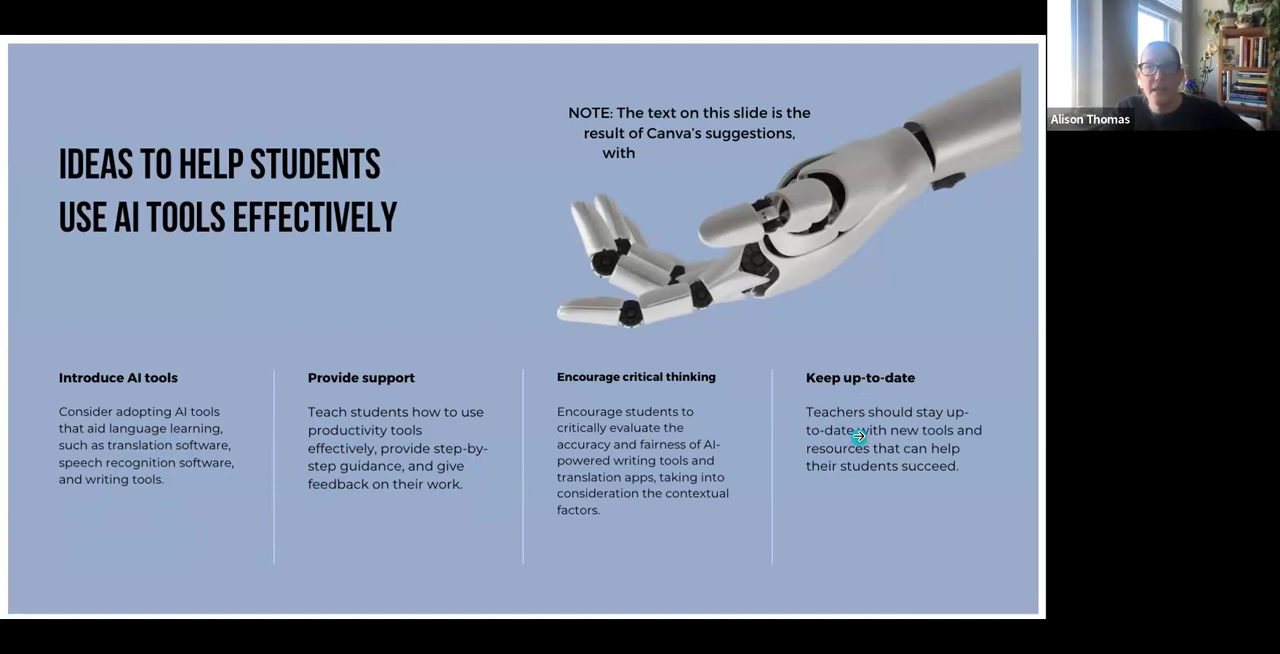 NOTE: The text on this slide is the
result of Canva's suggestions,
with
IDEAS TO HELP STUDENTS
USE AI TOOLS EFFECTIVELY
Introduce AI tools
Consider adopting AI tools
that aid language learning,
such as translation software,
speech recognition software,
and writing tools.
Provide support
Teach students how to use
productivity tools
effectively, provide step-by-
step guidance, and give
feedback on their work.
Encourage critical thinking
Encourage students to
critically evaluate the
accuracy and fairness of AI-
powered writing tools and
translation apps, taking into
consideration the contextual
factors.
Keep up-to-date
Teachers should stay up-
to-date with new tools and
resources that can help
their students succeed.
Alison Thomas